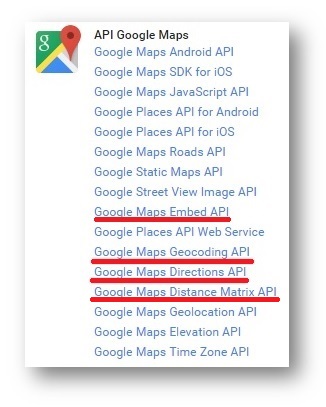 g
API Google Maps
Google Maps Android API
Google Maps SDK for iOS
Google Maps JavaScript API
Google Places API for Android
Google Places API for iOS
Google Maps Roads API
Google Static Maps API
Google Street View Image API
Google Maps Embed API
Google Places API Web Service
Google Maps Geocoding API
Google Maps Directions API
Google Maps Distance Matrix API
Google Maps Geolocation API
Google Maps Elevation API
Google Maps Time Zone API